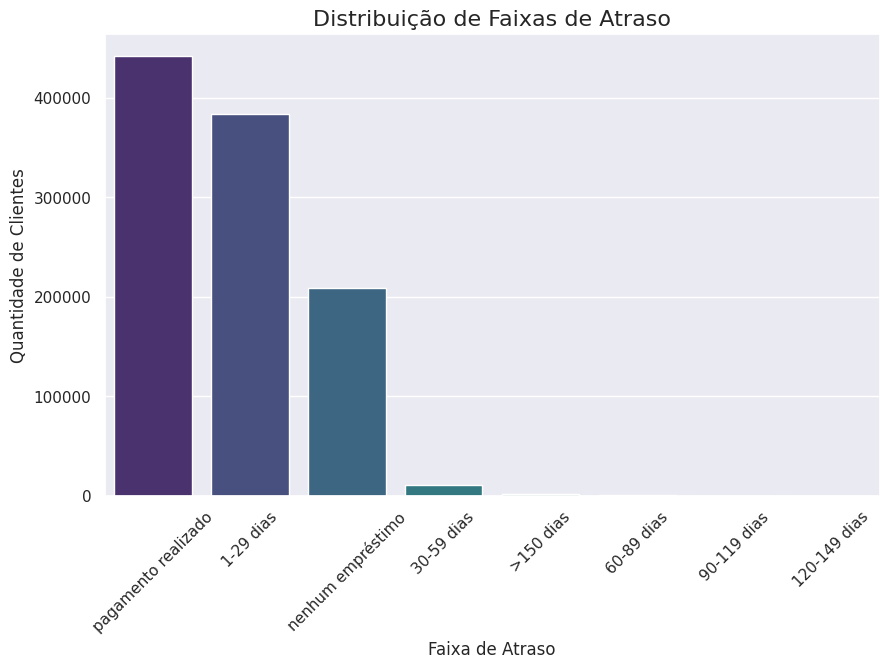 Distribuição de Faixas de Atraso
Quantidade de Clientes
400000
300000
200000
100000
0
pagamento realizado
1-29 dias
nenhum empréstimo
30-59 dias
>150 dias
60-89 dias
90-119 dias
120-149 dias
Faixa de Atraso